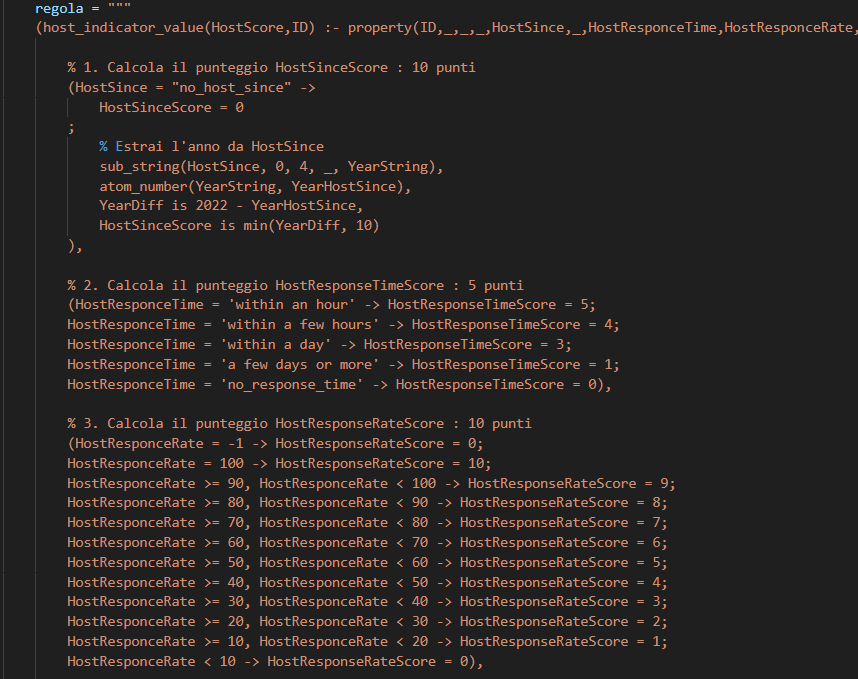 regola = """
(host_indicator_value(HostScore,ID) :- property(ID,_,_,_,HostSince,_,HostResponceTime,HostResponceRate,
% 1. Calcola il punteggio HostSinceScore : 10 punti
(HostSince = "no_host_since" ->
HostSinceScore = 0
;
% Estrai l'anno da HostSince
sub_string(HostSince, 0, 4, _, YearString),
atom_number(YearString, YearHostSince),
YearDiff is 2022 - YearHostSince,
HostSinceScore is min(YearDiff, 10)
),
% 2. Calcola il punteggio HostResponseTimeScore : 5 punti
(HostResponceTime = 'within an hour' -> HostResponseTimeScore = 5;
HostResponceTime = 'within a few hours' -> HostResponseTimeScore = 4;
HostResponceTime = 'within a day' -> HostResponseTimeScore = 3;
HostResponceTime = 'a few days or more' -> HostResponseTimeScore = 1;
HostResponceTime = 'no_response_time' -> HostResponseTimeScore = 0),
% 3. Calcola il punteggio HostResponseRateScore : 10 punti
(HostResponceRate = -1 -> HostResponseRateScore = 0;
HostResponceRate = 100 -> HostResponseRateScore = 10;
HostResponceRate >= 90, HostResponceRate < 100 -> HostResponseRateScore = 9;
HostResponceRate >= 80, HostResponceRate < 90 -> HostResponseRateScore = 8;
HostResponceRate >= 70, HostResponceRate < 80 -> HostResponseRateScore = 7;
HostResponceRate >= 60, HostResponceRate < 70 -> HostResponseRateScore = 6;
HostResponceRate >= 50, HostResponceRate < 60 -> HostResponseRateScore = 5;
HostResponceRate >= 40, HostResponceRate < 50 -> HostResponseRateScore = 4;
HostResponceRate >= 30, HostResponceRate < 40 -> HostResponseRateScore = 3;
HostResponceRate >= 20, HostResponceRate < 30 -> HostResponseRateScore = 2;
HostResponceRate >= 10, HostResponceRate < 20 -> HostResponseRateScore = 1;
HostResponceRate < 10 -> HostResponseRateScore = 0),